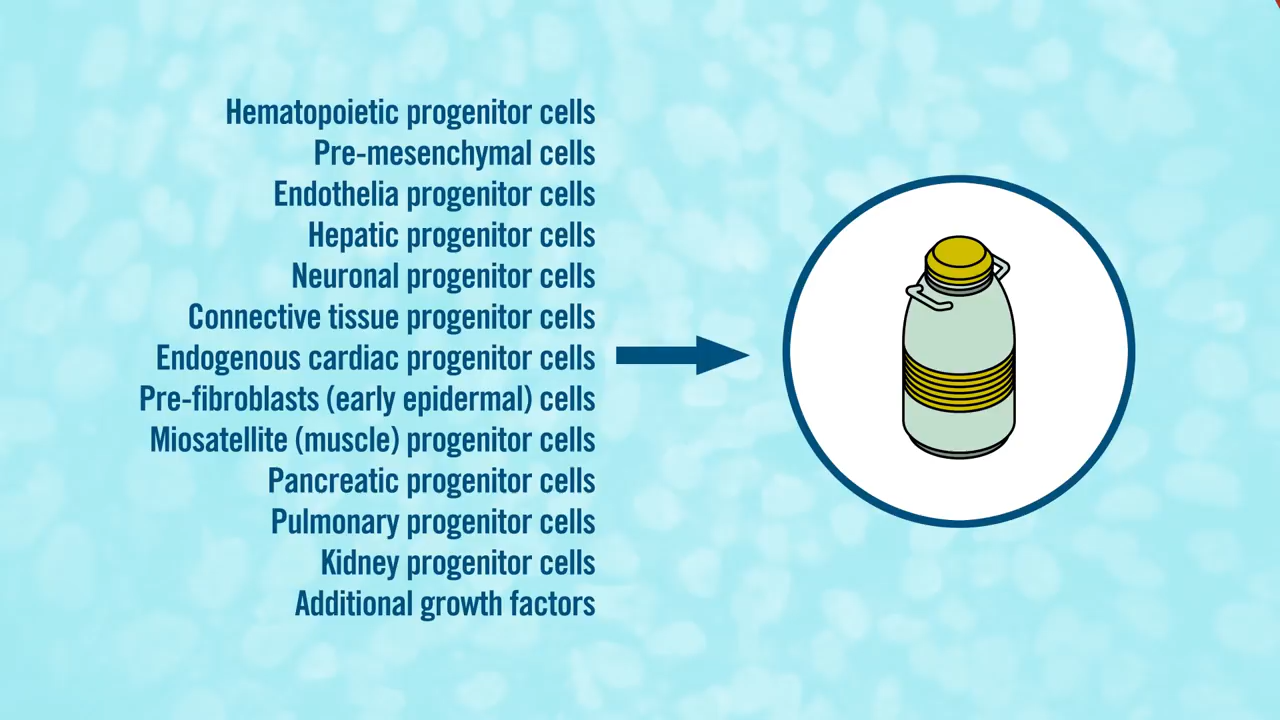 Hematopoietic progenitor cells
Pre-mesenchymal cells
Endothelia progenitor cells
Hepatic progenitor cells
Neuronal progenitor cells
Connective tissue progenitor cells
Endogenous cardiac progenitor cells
Pre-fibroblasts (early epidermal) cells
Miosatellite (muscle) progenitor cells
Pancreatic progenitor cells
Pulmonary progenitor cells
Kidney progenitor cells
Additional growth factors